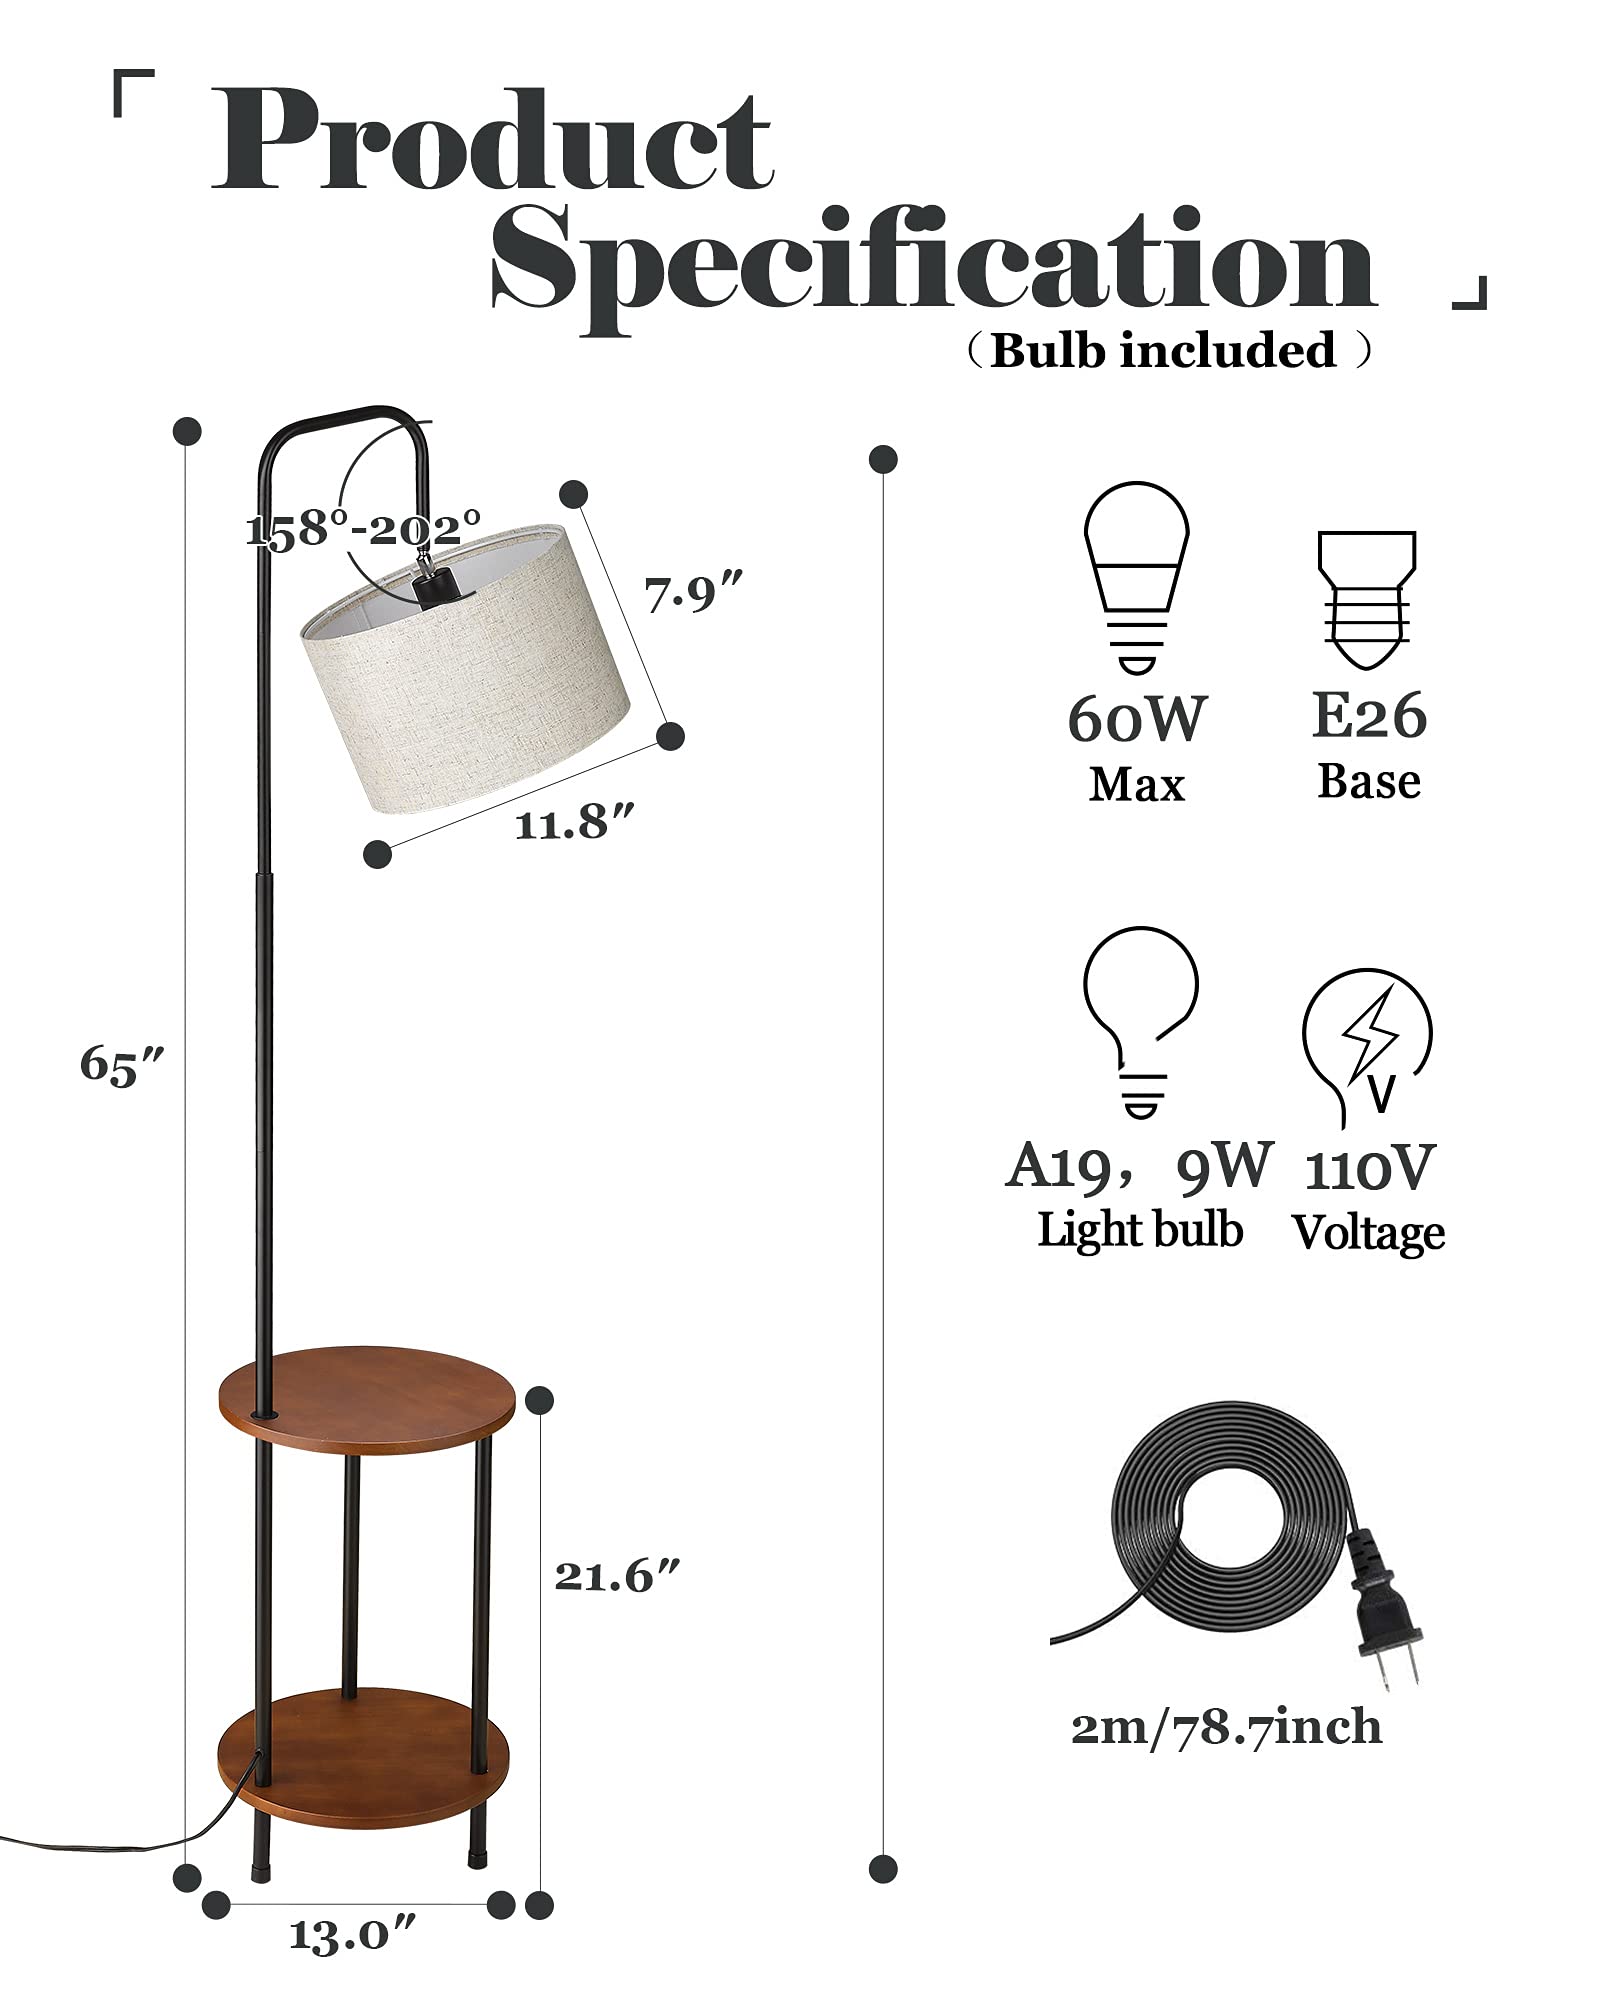 Product
Specification
（Bulb included）
158°-202°
7.9"
11.8"
65"
21.6"
13.0"
60W
Max
E26
Base
A19，9W
Light bulb
V
110V
Voltage
2m/78.7inch